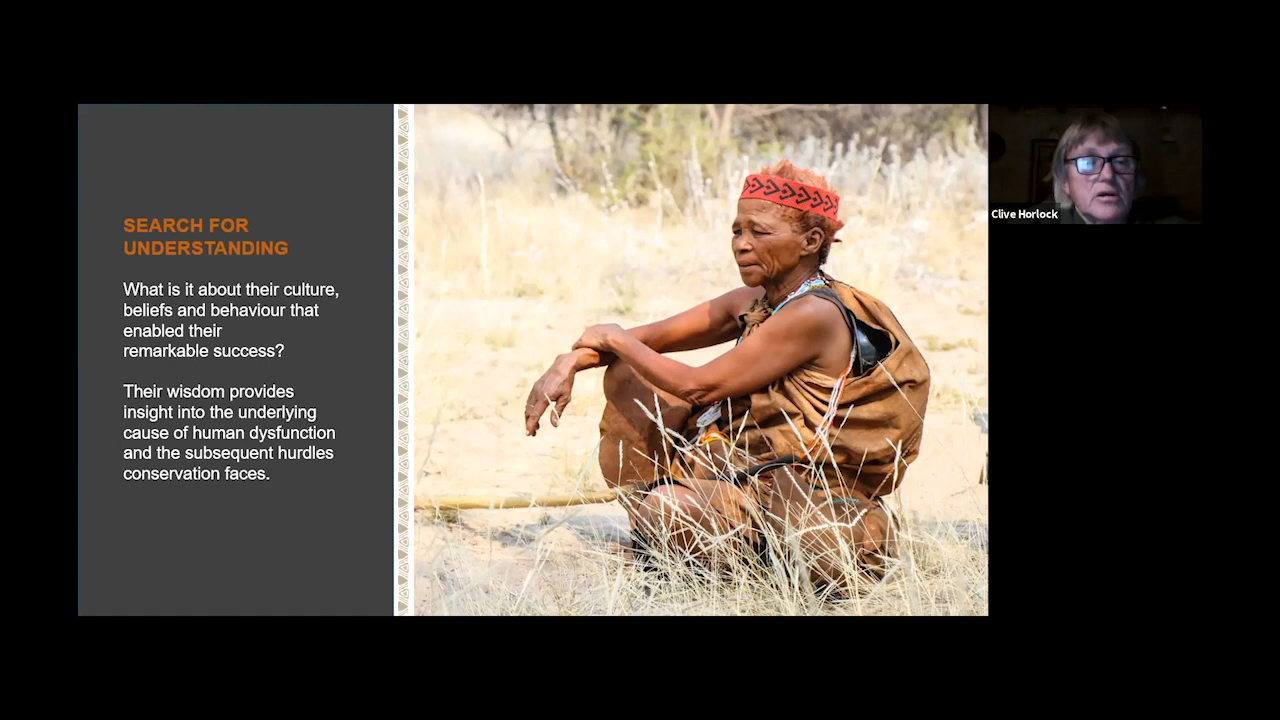 SEARCH FOR
UNDERSTANDING
What is it about their culture,
beliefs and behaviour that
enabled their
remarkable success?
Their wisdom provides
insight into the underlying
cause of human dysfunction
and the subsequent hurdles
conservation faces.
Clive Horlock